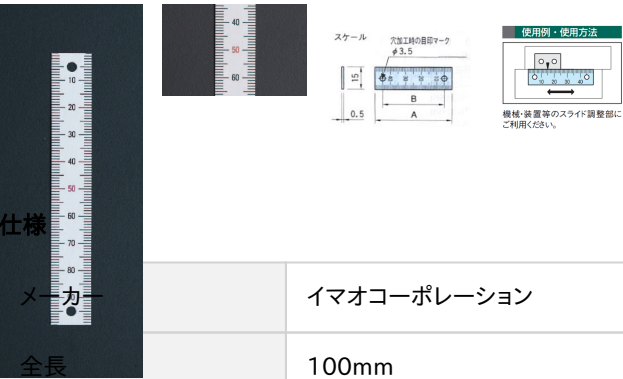 10
20
30
40
50
60
70
80
40
50
60
スケール
穴加工時の目印マーク
φ3.5
15
B
A
0.5
使用例・使用方法
10 20 30 40
機械・装置等のスライド調整部に
ご利用ください。
仕様
メーカー
イマオコーポレーション
全長
100mm